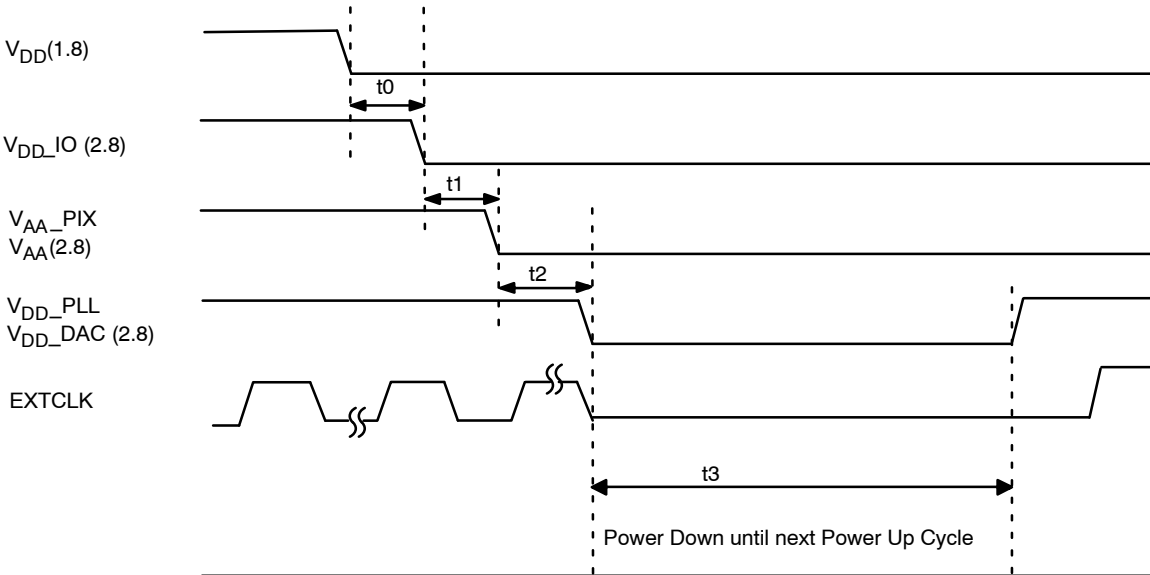 VDD(1.8)
t0
VDD_IO (2.8)
t1
VAA_PIX
VAA(2.8)
t2
VDD_PLL
VDD_DAC (2.8)
EXTCLK
t3
Power Down until next Power Up Cycle